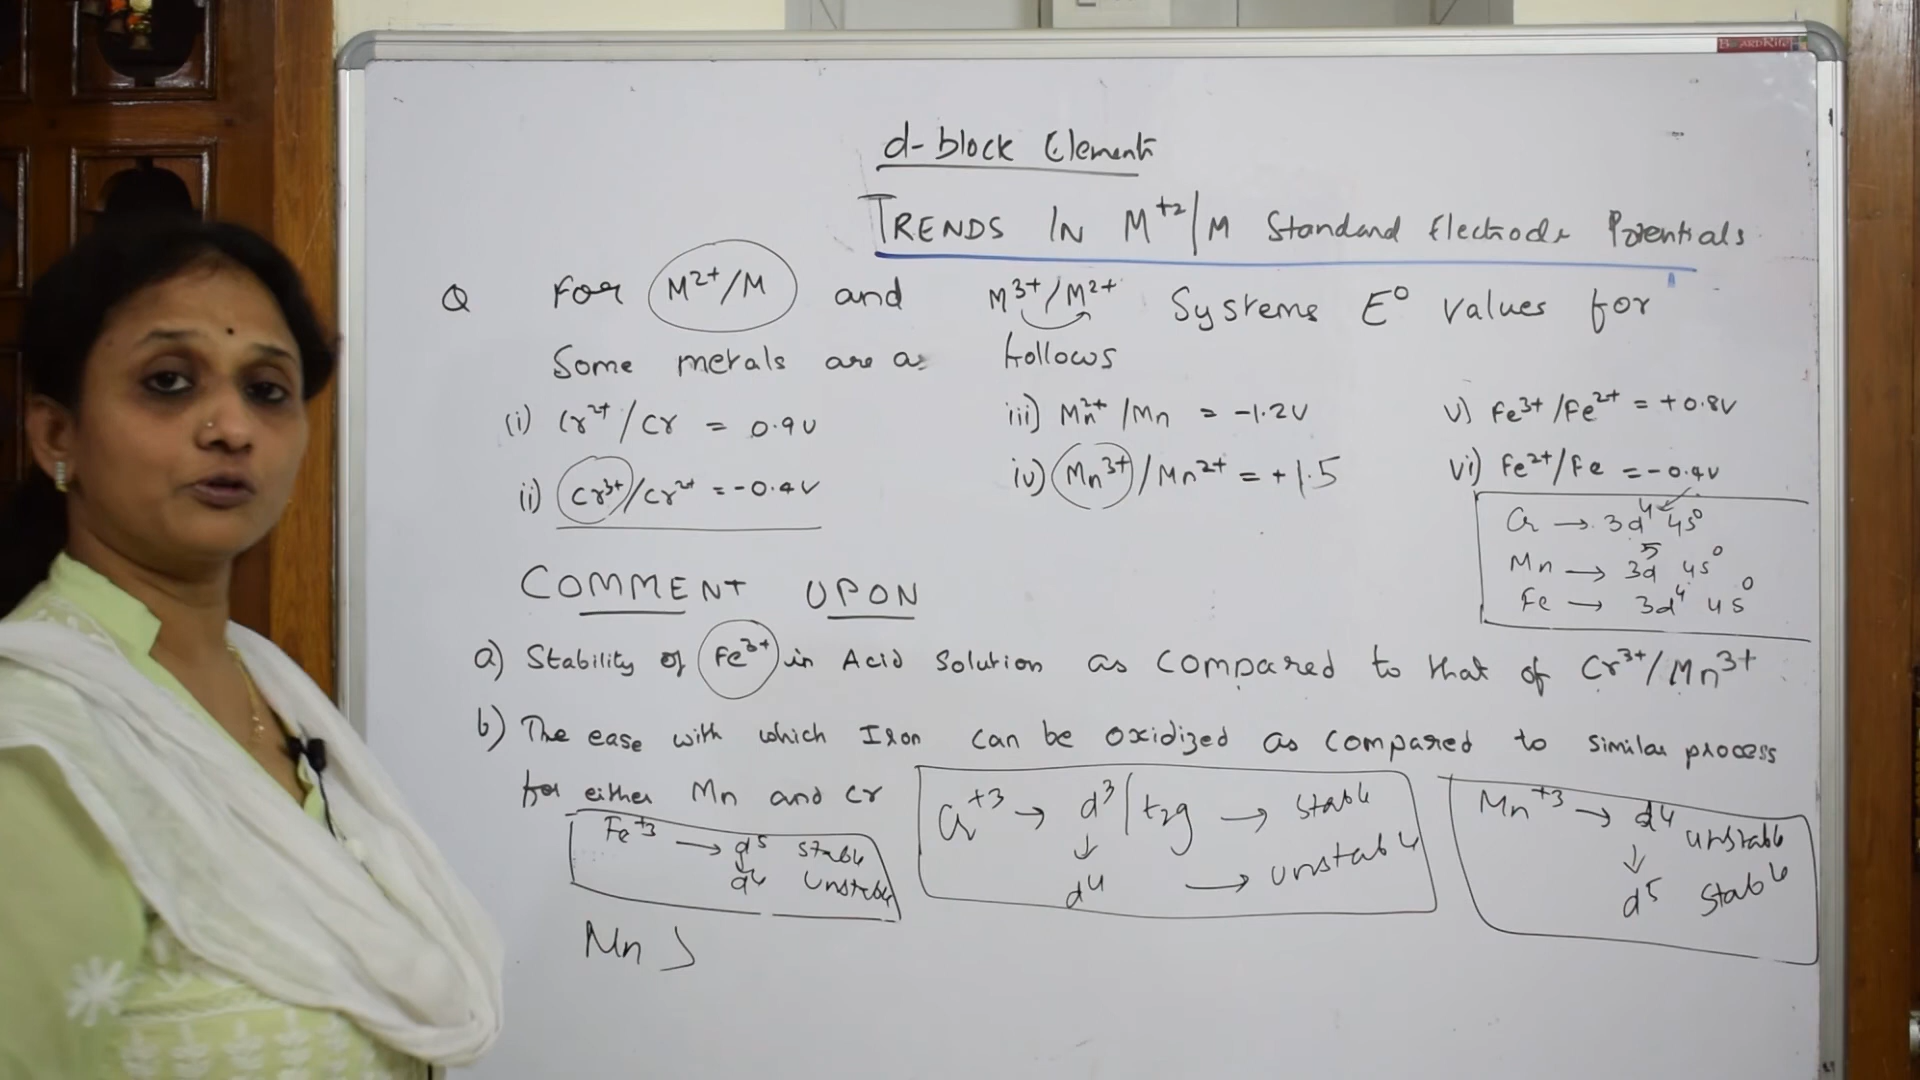 BOARDRITE
d-block Element
TRENDS IN M⁺²/M Standard Electrode Potentials
Q For M²⁺/M and M³⁺/M²⁺ Systems E⁰ values for
Some metals are as follows
(i) Cr²⁺/Cr = 0.9V
ii) Cr³⁺/Cr²⁺ = -0.4V
iii) Mn²⁺/Mn = -1.2V
iv) Mn³⁺/Mn²⁺ = +1.5
v) Fe³⁺/Fe²⁺ = +0.8V
vi) Fe²⁺/Fe = -0.4V
Cr → 3d⁴ 4s⁰
Mn → 3d⁵ 4s⁰
Fe → 3d⁴ 4s⁰
COMMENT UPON
a) Stability of Fe³⁺ in Acid Solution as compared to that of Cr³⁺/Mn³⁺
b) The ease with which Iron can be oxidized as compared to similar process
for either Mn and Cr
Fe⁺³ → d⁵ stable
↓
d⁶ Unstable
Cr⁺³ → d³/t₂g → stable
↓
d⁴ → unstable
Mn⁺³ → d⁴ unstable
↓
d⁵ stable
Mn >